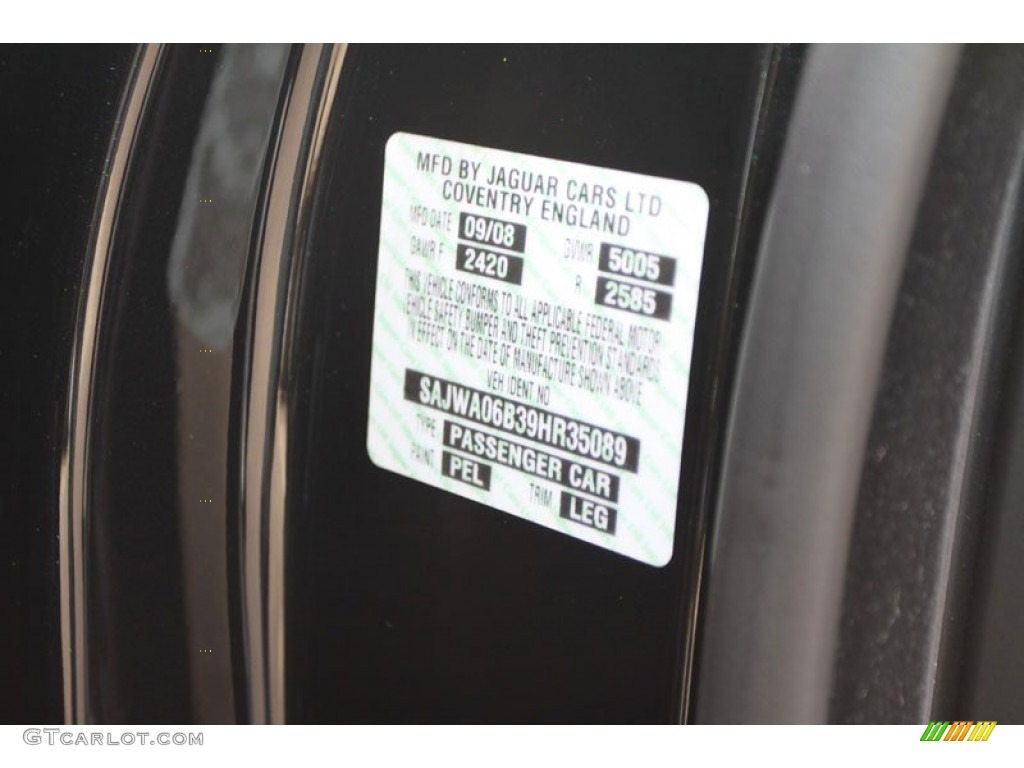 MFD BY JAGUAR CARS LTD
COVENTRY ENGLAND
MFD DATE 09/08 GVWR 5005
GAWR F 2420 R 2585
THIS VEHICLE CONFORMS TO ALL APPLICABLE FEDERAL MOTOR
VEHICLE SAFETY, BUMPER AND THEFT PREVENTION STANDARDS
IN EFFECT ON THE DATE OF MANUFACTURE SHOWN ABOVE
VEH IDENT NO
SAJWA06B39HR35089
TYPE PASSENGER CAR
PAINT PEL TRIM LEG
GTCARLOT.COM